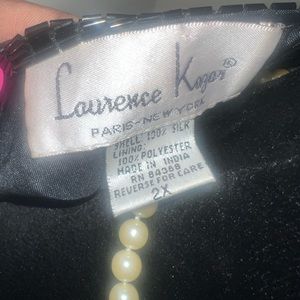 Laurence Kazar®
PARIS-NEW YORK
SHELL: 100% SILK
LINING:
100% POLYESTER
MADE IN INDIA
RN 84388
REVERSE FOR CARE
2X